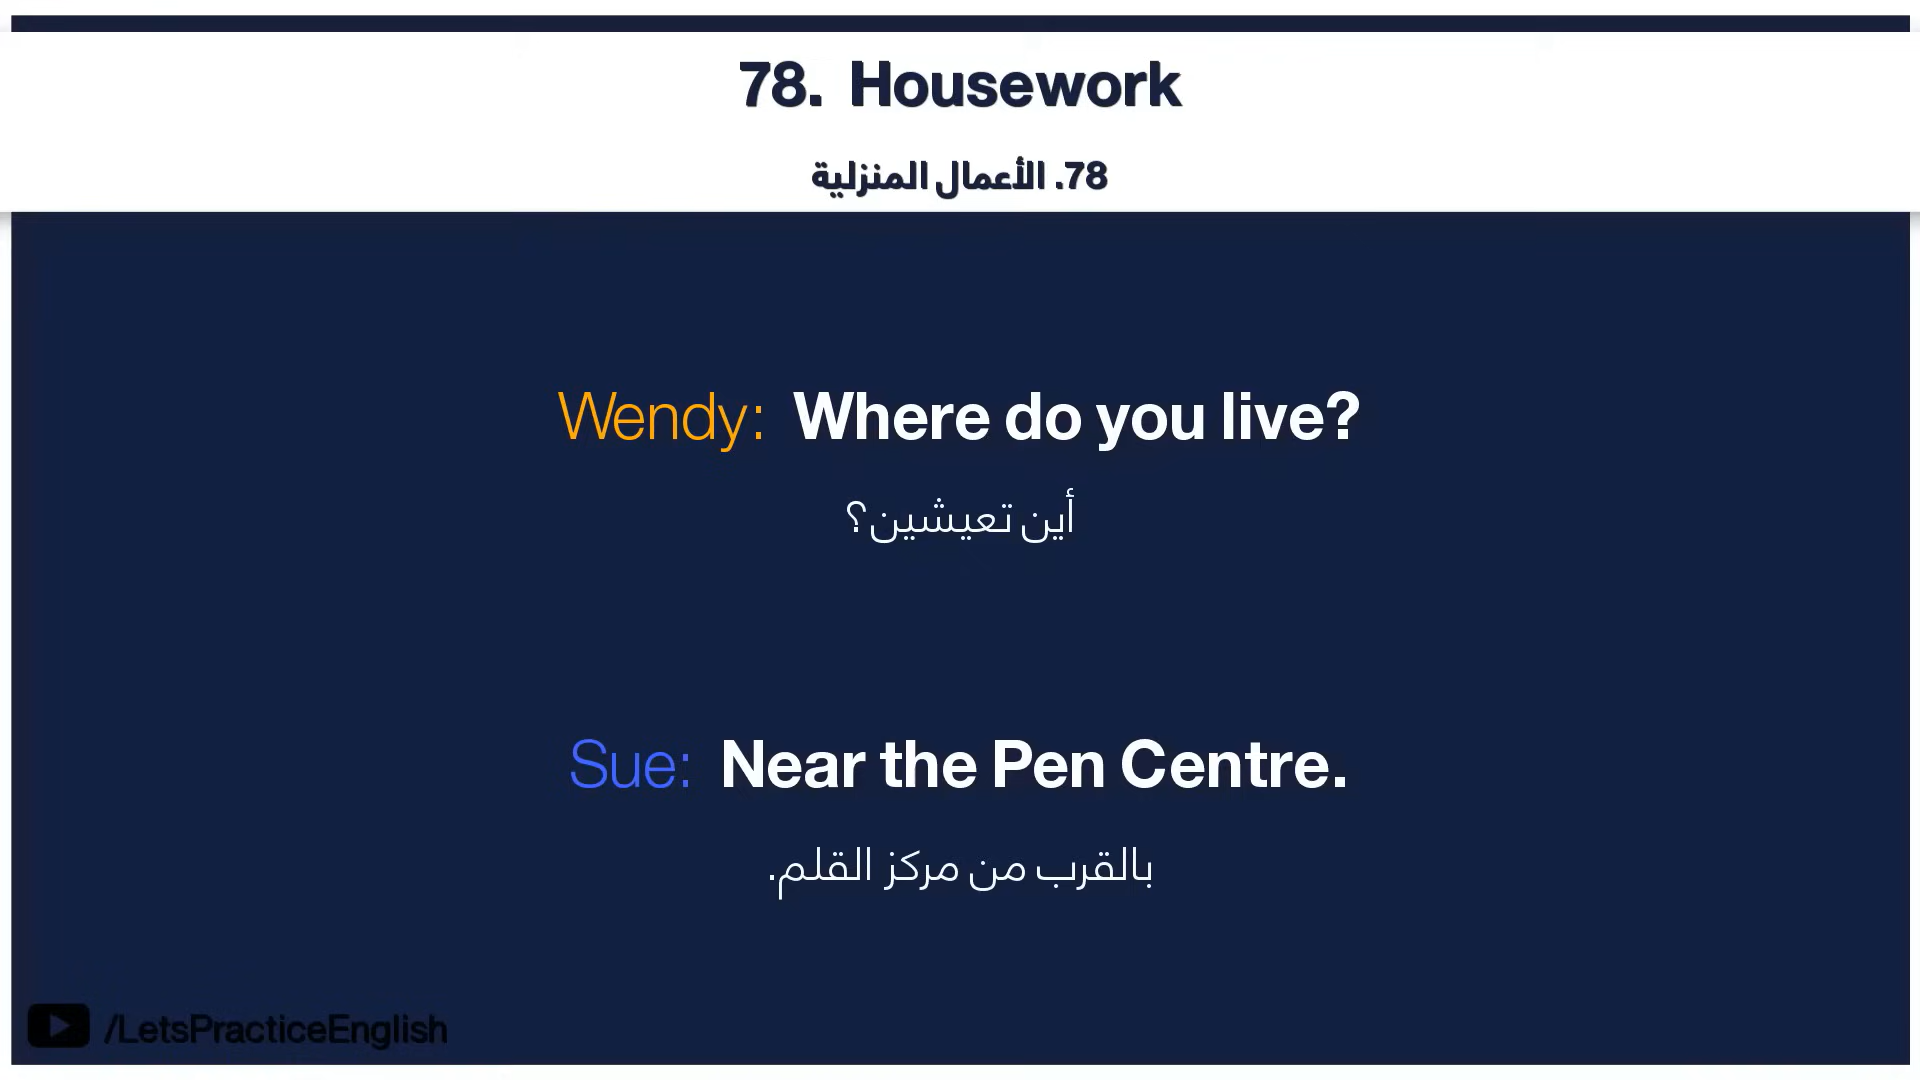 78. Housework
78. الأعمال المنزلية
Wendy: Where do you live?
أين تعيشين؟
Sue: Near the Pen Centre.
بالقرب من مركز القلم.
/LetsPracticeEnglish